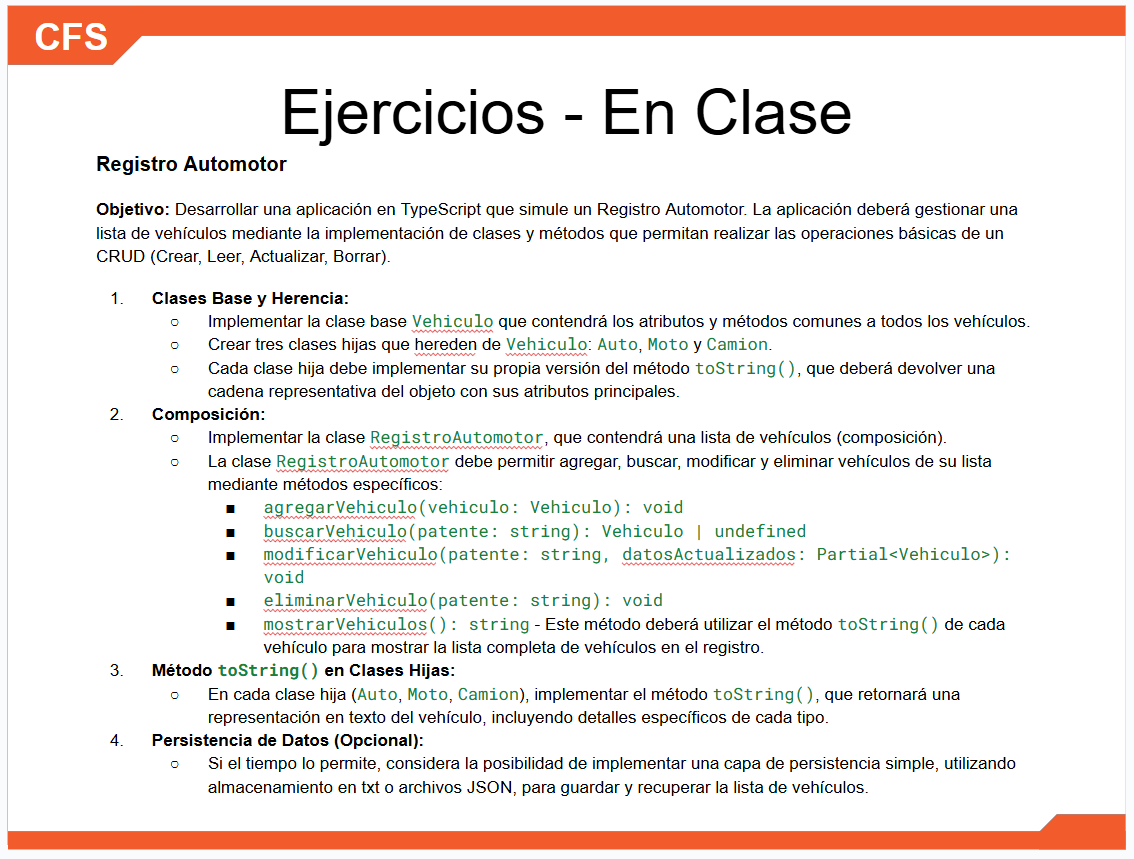 CFS
Ejercicios - En Clase
Registro Automotor
Objetivo: Desarrollar una aplicación en TypeScript que simule un Registro Automotor. La aplicación deberá gestionar una
lista de vehículos mediante la implementación de clases y métodos que permitan realizar las operaciones básicas de un
CRUD (Crear, Leer, Actualizar, Borrar).
1. Clases Base y Herencia:
○ Implementar la clase base Vehiculo que contendrá los atributos y métodos comunes a todos los vehículos.
○ Crear tres clases hijas que hereden de Vehiculo: Auto, Moto y Camion.
○ Cada clase hija debe implementar su propia versión del método toString(), que deberá devolver una
cadena representativa del objeto con sus atributos principales.
2. Composición:
○ Implementar la clase RegistroAutomotor, que contendrá una lista de vehículos (composición).
○ La clase RegistroAutomotor debe permitir agregar, buscar, modificar y eliminar vehículos de su lista
mediante métodos específicos:
■ agregarVehiculo(vehiculo: Vehiculo): void
■ buscarVehiculo(patente: string): Vehiculo | undefined
■ modificarVehiculo(patente: string, datosActualizados: Partial<Vehiculo>):
void
■ eliminarVehiculo(patente: string): void
■ mostrarVehiculos(): string - Este método deberá utilizar el método toString() de cada
vehículo para mostrar la lista completa de vehículos en el registro.
3. Método toString() en Clases Hijas:
○ En cada clase hija (Auto, Moto, Camion), implementar el método toString(), que retornará una
representación en texto del vehículo, incluyendo detalles específicos de cada tipo.
4. Persistencia de Datos (Opcional):
○ Si el tiempo lo permite, considera la posibilidad de implementar una capa de persistencia simple, utilizando
almacenamiento en txt o archivos JSON, para guardar y recuperar la lista de vehículos.